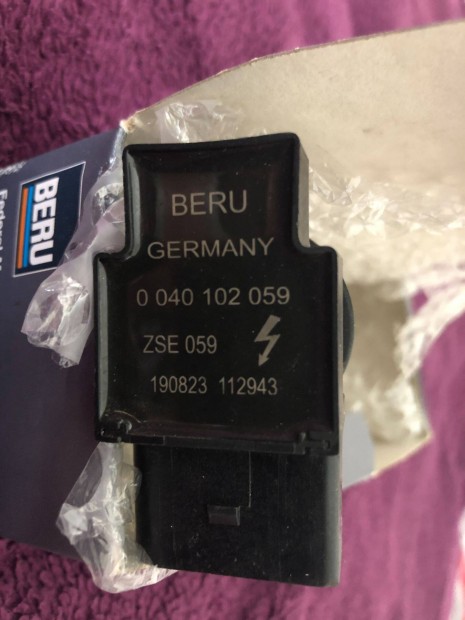 BERU
GERMANY
0 040 102 059
ZSE 059
190823 112943
BERU